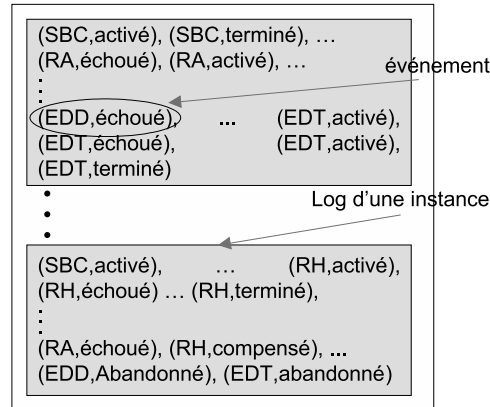 (SBC,activé), (SBC,terminé), …
(RA,échoué), (RA,activé), …
événement
(EDD,échoué), ... (EDT,activé),
(EDT,échoué), (EDT,activé),
(EDT,terminé)
Log d'une instance
(SBC,activé), … (RH,activé),
(RH,échoué) … (RH,terminé),
(RA,échoué), (RH,compensé), ...
(EDD,Abandonné), (EDT,abandonné)